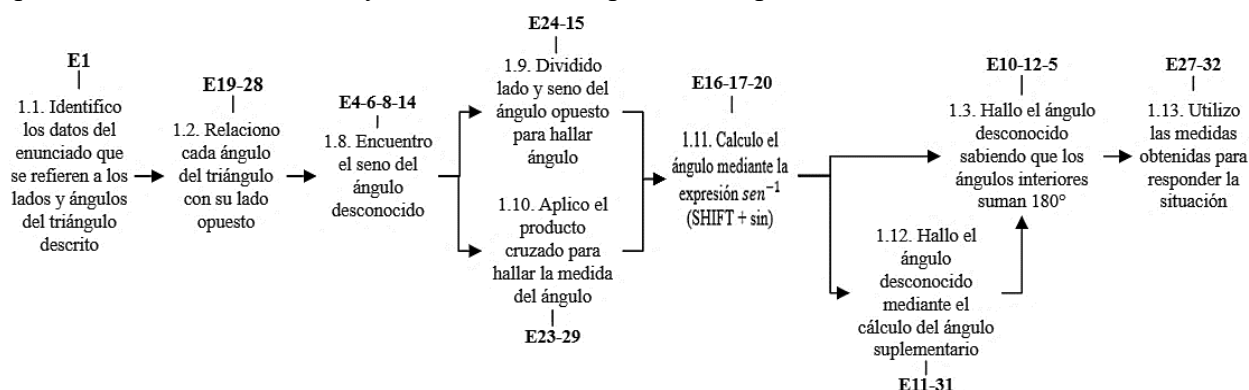 E1
1.1. Identifico
los datos del
enunciado que
se refieren a los
lados y ángulos
del triángulo
descrito
E19-28
1.2. Relaciono
cada ángulo
del triángulo
con su lado
opuesto
E4-6-8-14
1.8. Encuentro
el seno del
ángulo
desconocido
E24-15
1.9. Dividido
lado y seno del
ángulo opuesto
para hallar
ángulo
1.10. Aplico el
producto
cruzado para
hallar la medida
del ángulo
E23-29
E16-17-20
1.11. Calculo el
ángulo mediante la
expresión sen⁻¹
(SHIFT + sin)
E10-12-5
1.3. Hallo el ángulo
desconocido
sabiendo que los
ángulos interiores
suman 180°
1.12. Hallo el
ángulo
desconocido
mediante el
cálculo del ángulo
suplementario
E11-31
E27-32
1.13. Utilizo
las medidas
obtenidas para
responder la
situación